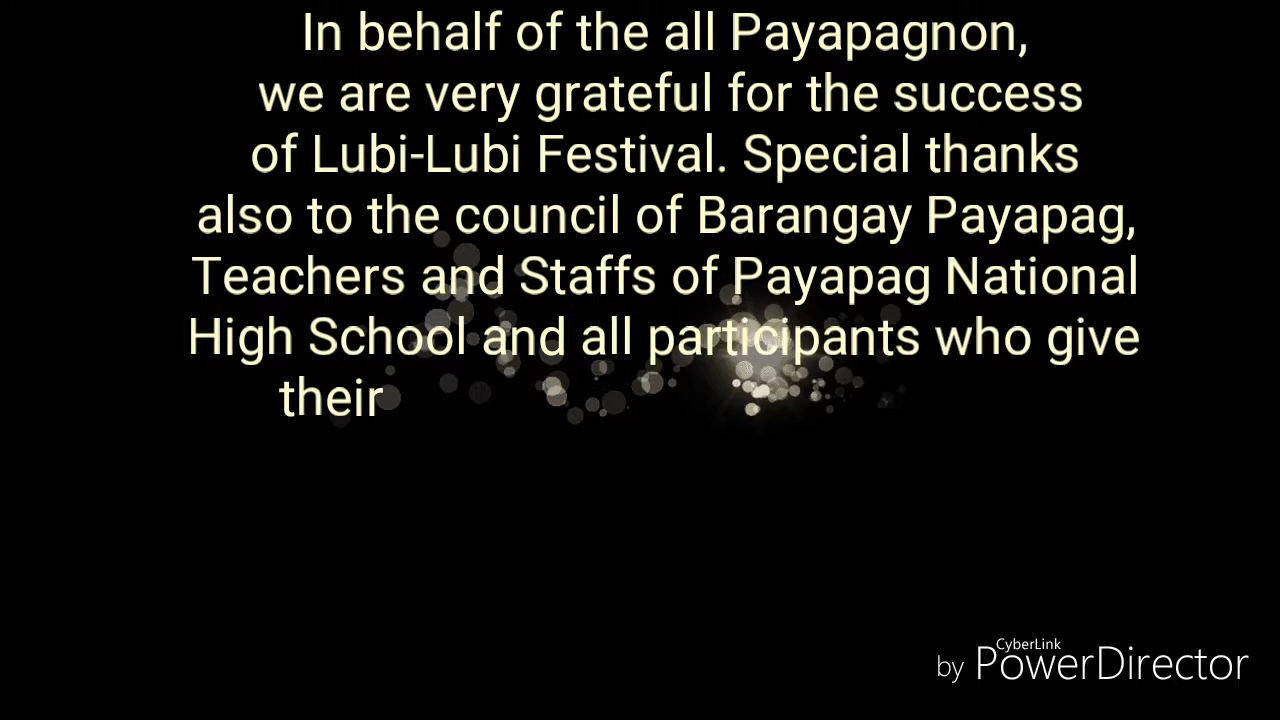 In behalf of the all Payapagnon,
we are very grateful for the success
of Lubi-Lubi Festival. Special thanks
also to the council of Barangay Payapag,
Teachers and Staffs of Payapag National
High School and all participants who give
their
CyberLink
by PowerDirector